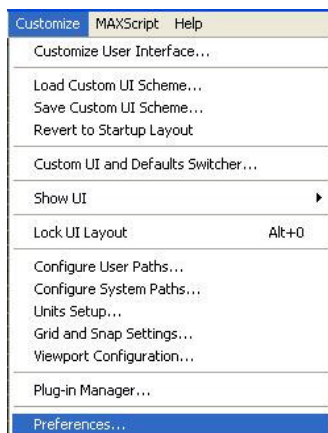 Customize MAXScript Help
Customize User Interface...
Load Custom UI Scheme...
Save Custom UI Scheme...
Revert to Startup Layout
Custom UI and Defaults Switcher...
Show UI
Lock UI Layout Alt+0
Configure User Paths...
Configure System Paths...
Units Setup...
Grid and Snap Settings...
Viewport Configuration...
Plug-in Manager...
Preferences...